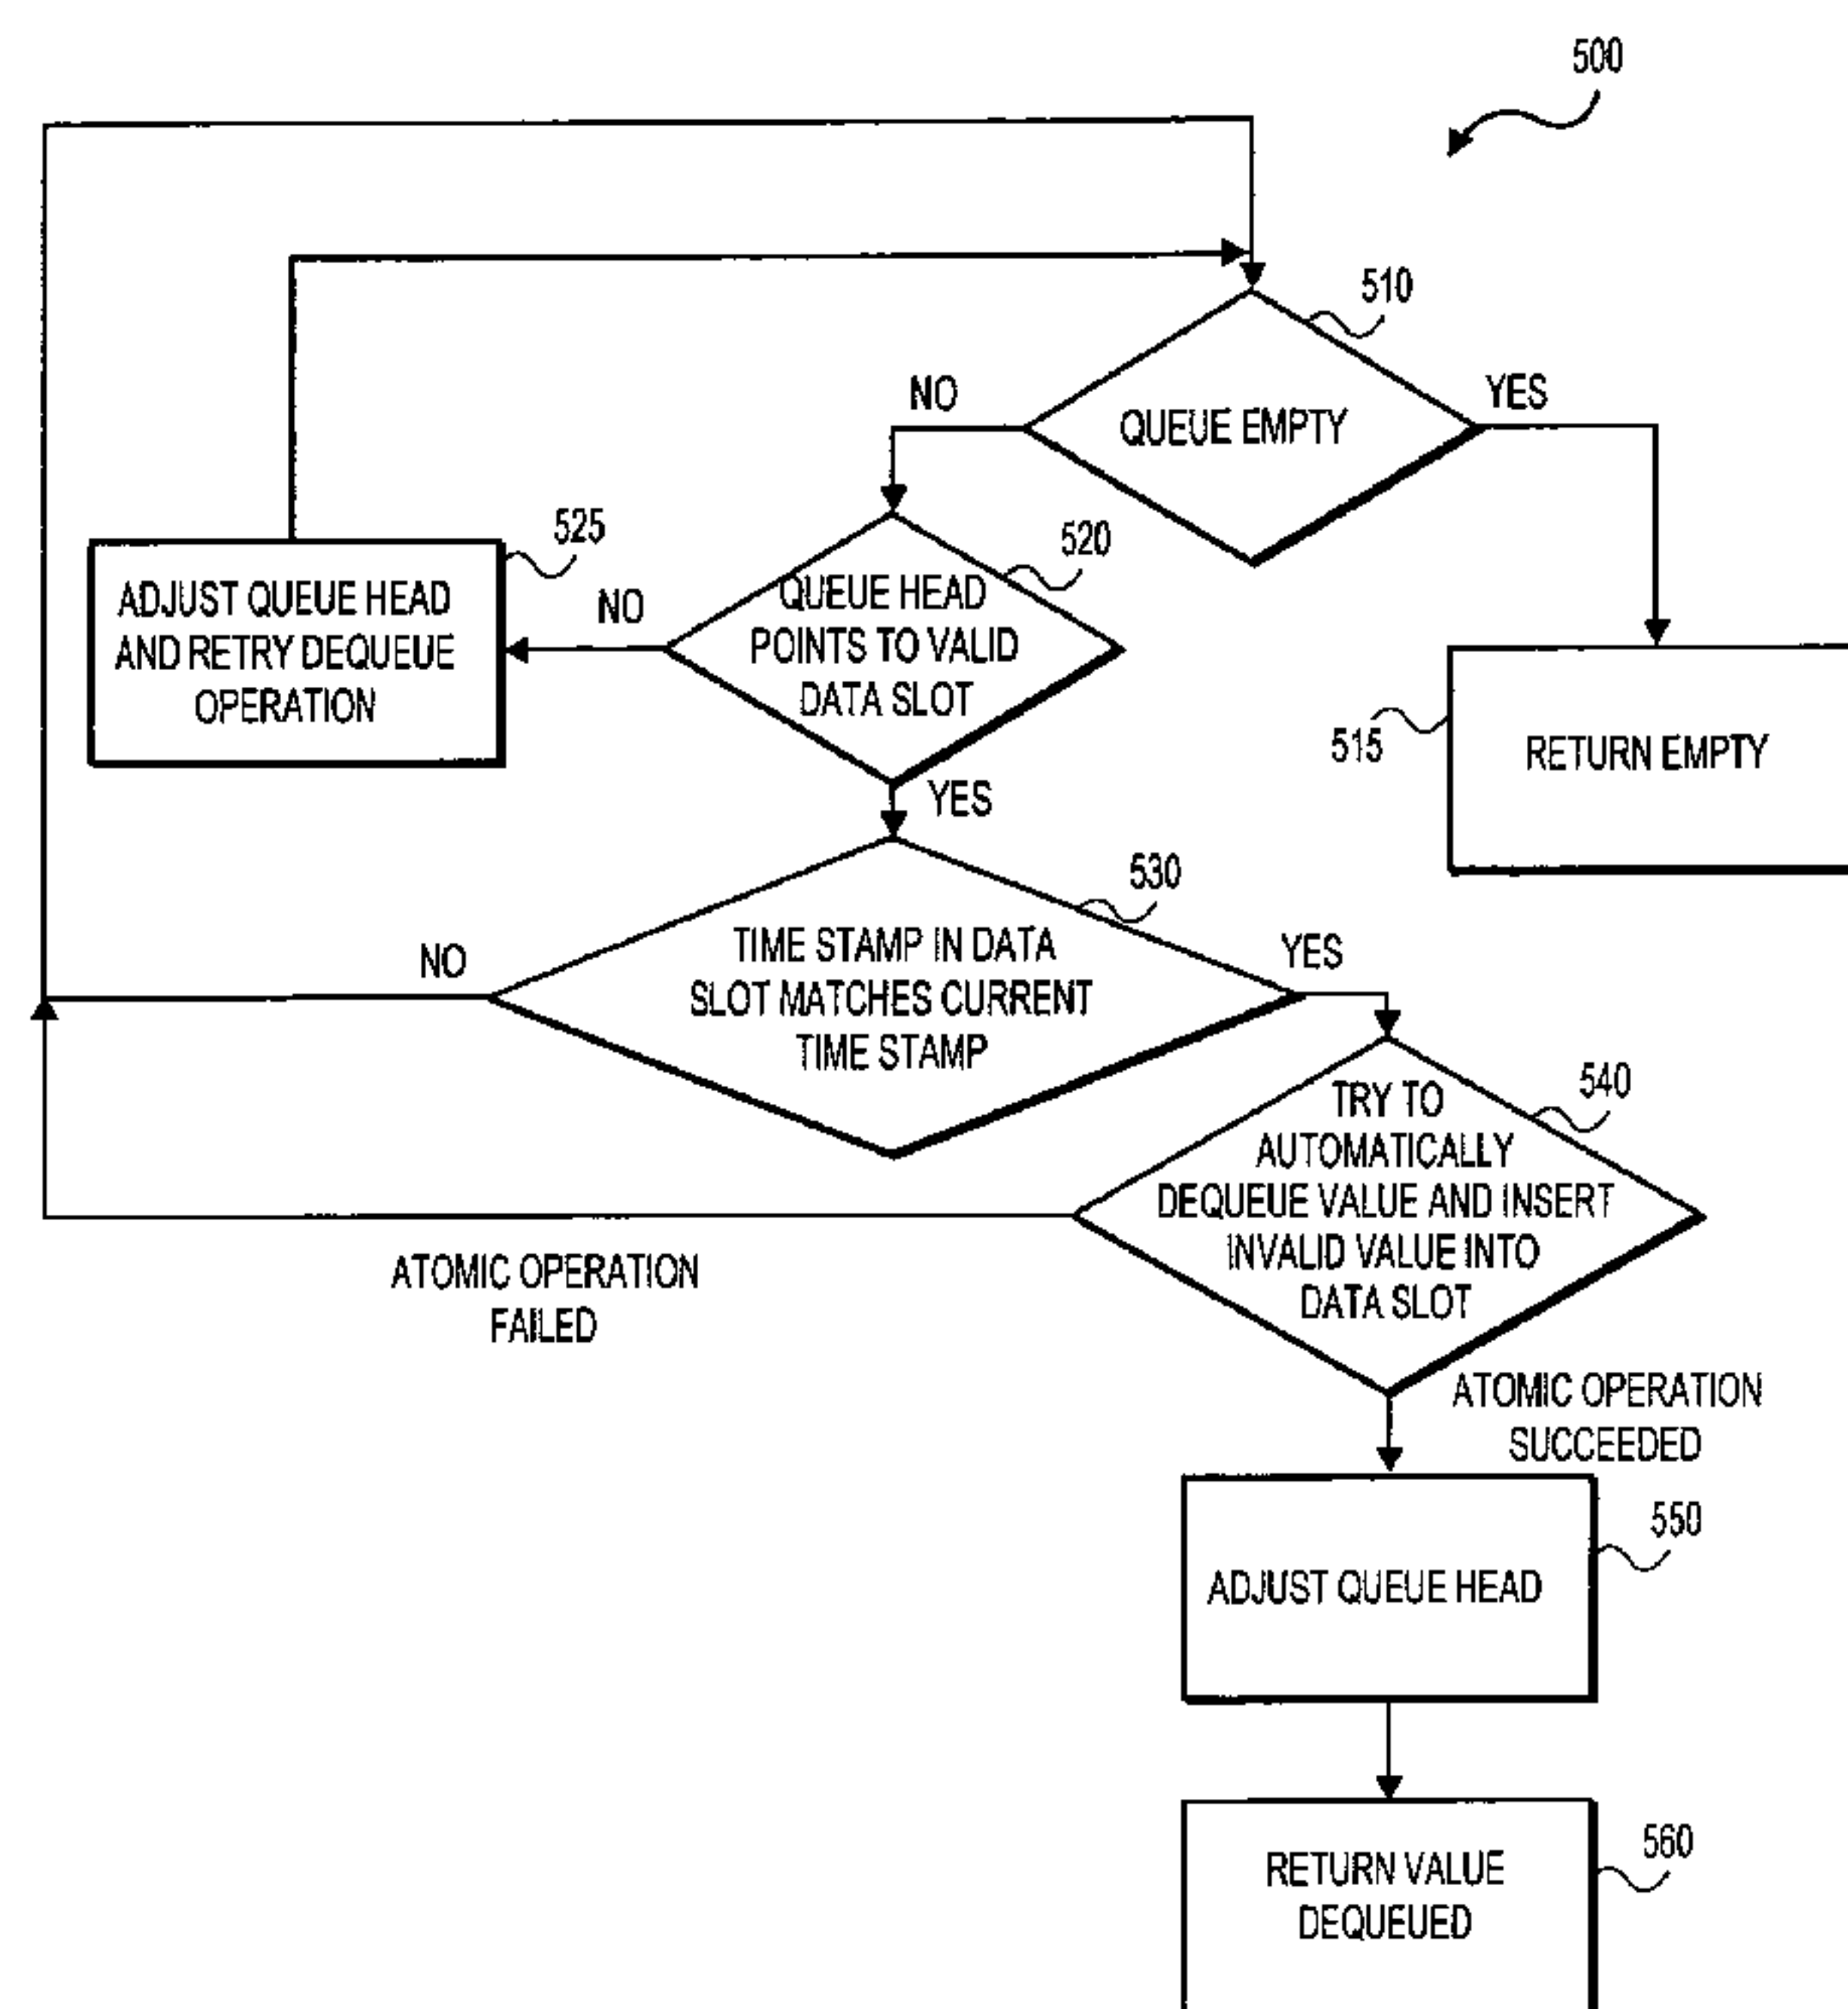 500
510
NO
YES
QUEUE EMPTY
525
520
ADJUST QUEUE HEAD
AND RETRY DEQUEUE
OPERATION
NO
QUEUE HEAD
POINTS TO VALID
DATA SLOT
515
RETURN EMPTY
YES
530
NO
TIME STAMP IN DATA
SLOT MATCHES CURRENT
TIME STAMP
YES
540
TRY TO
AUTOMATICALLY
DEQUEUE VALUE AND INSERT
INVALID VALUE INTO
DATA SLOT
ATOMIC OPERATION
FAILED
ATOMIC OPERATION
SUCCEEDED
550
ADJUST QUEUE HEAD
560
RETURN VALUE
DEQUEUED